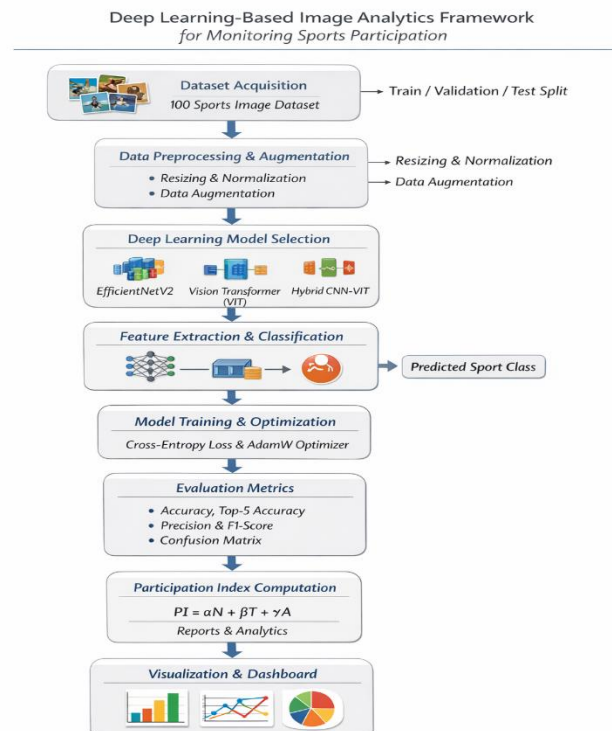 Deep Learning-Based Image Analytics Framework
for Monitoring Sports Participation
Dataset Acquisition
100 Sports Image Dataset
Train / Validation / Test Split
Data Preprocessing & Augmentation
• Resizing & Normalization
• Data Augmentation
Resizing & Normalization
Data Augmentation
Deep Learning Model Selection
EfficientNetV2
Vision Transformer
(VIT)
Hybrid CNN-VIT
Feature Extraction & Classification
Predicted Sport Class
Model Training & Optimization
Cross-Entropy Loss & AdamW Optimizer
Evaluation Metrics
• Accuracy, Top-5 Accuracy
• Precision & F1-Score
• Confusion Matrix
Participation Index Computation
PI = αN + βT + γA
Reports & Analytics
Visualization & Dashboard